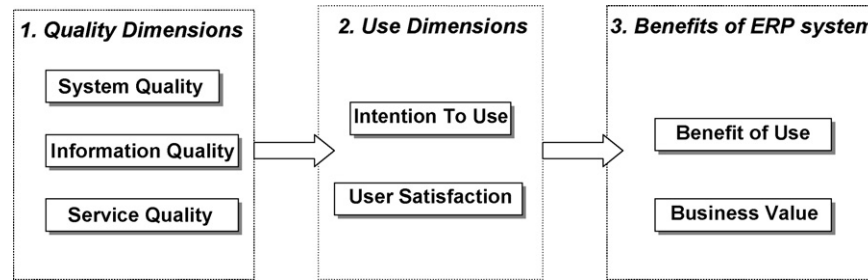 1. Quality Dimensions
System Quality
Information Quality
Service Quality
2. Use Dimensions
Intention To Use
User Satisfaction
3. Benefits of ERP system
Benefit of Use
Business Value